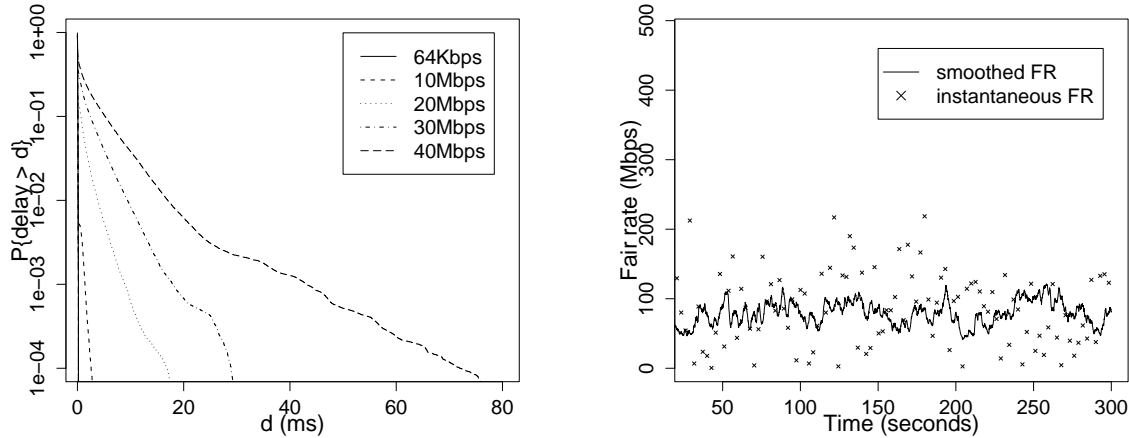 P{delay > d}
1e+00
1e-01
1e-02
1e-03
1e-04
64Kbps
10Mbps
20Mbps
30Mbps
40Mbps
0 20 40 60 80
d (ms)
Fair rate (Mbps)
500
400
300
200
100
0
smoothed FR
instantaneous FR
50 100 150 200 250 300
Time (seconds)